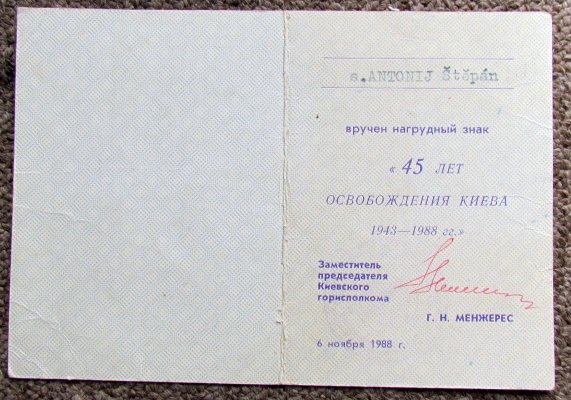 s.ANTONIJ Štěpán
вручен нагрудный знак
« 45 ЛЕТ
ОСВОБОЖДЕНИЯ КИЕВА
1943—1988 гг.»
Заместитель
председателя
Киевского
горисполкома
Г. Н. МЕНЖЕРЕС
6 ноября 1988 г.